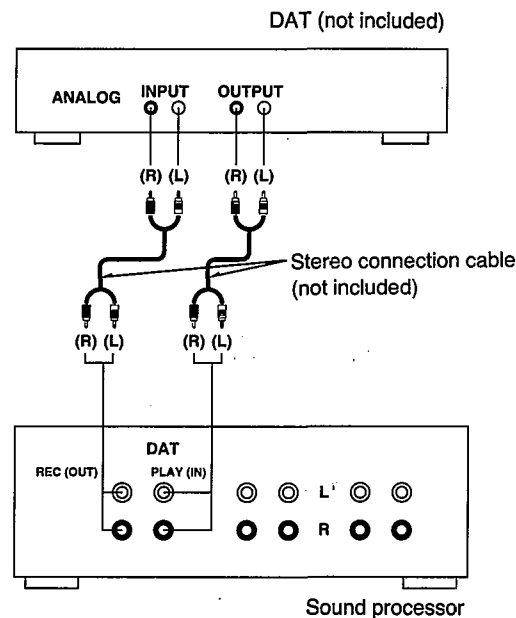 DAT (not included)
ANALOG INPUT OUTPUT
(R) (L) (R) (L)
Stereo connection cable
(not included)
(R) (L) (R) (L)
DAT
REC (OUT) PLAY (IN)
L
R
Sound processor